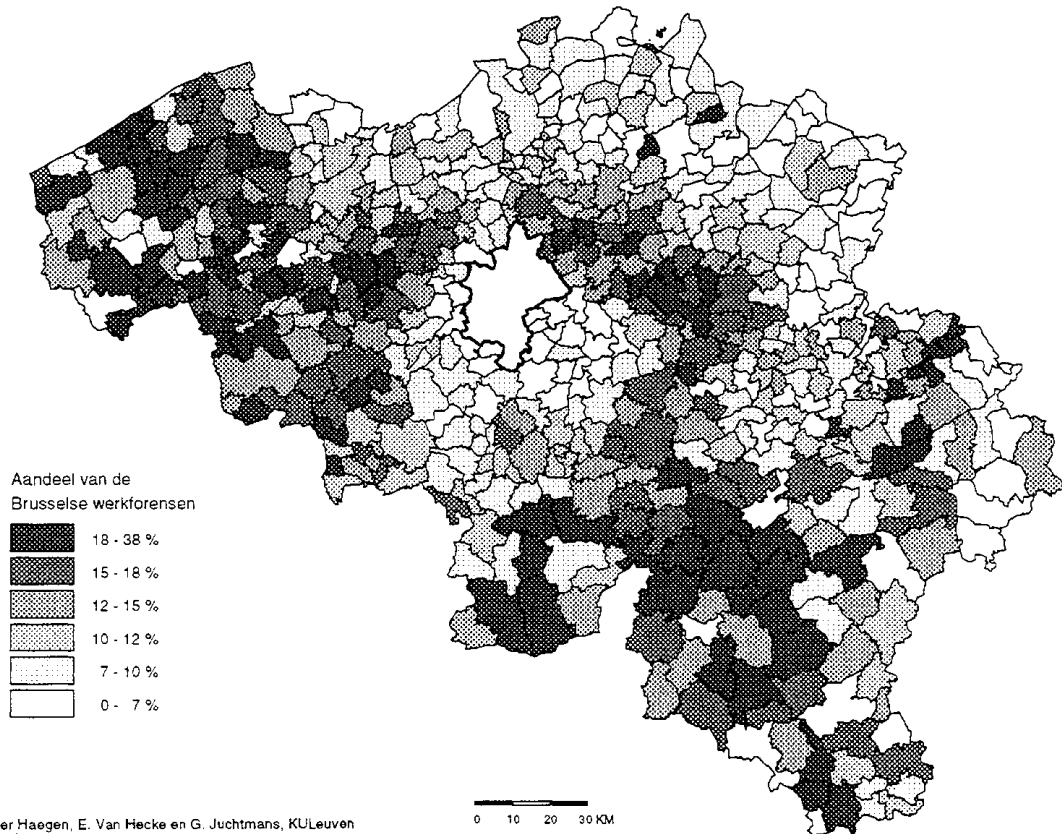 Aandeel van de
Brusselse werkforensen
18 - 38 %
15 - 18 %
12 - 15 %
10 - 12 %
7 - 10 %
0 - 7 %
0 10 20 30 KM
er Haegen, E. Van Hecke en G. Juchtmans, KULeuven